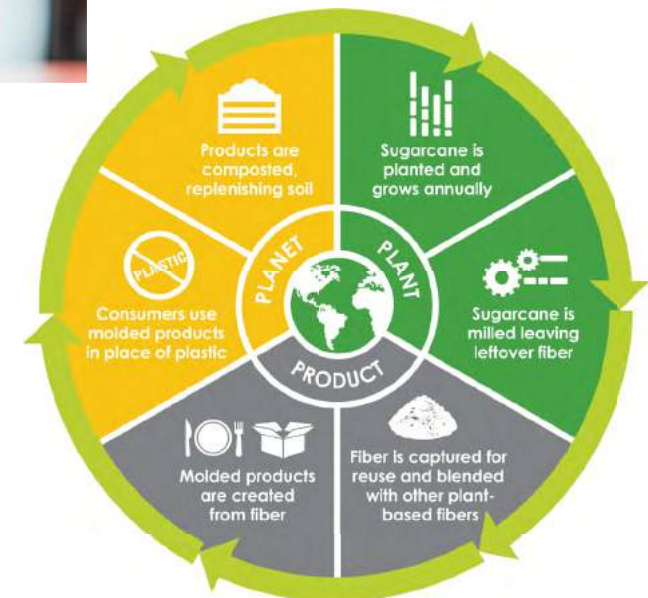 Products are
composted,
replenishing soil
Sugarcane is
planted and
grows annually
PLASTIC
Consumers use
molded products
in place of plastic
PLANET
PLANT
PRODUCT
Sugarcane is
milled leaving
leftover fiber
Molded products
are created
from fiber
Fiber is captured for
reuse and blended
with other plant-
based fibers